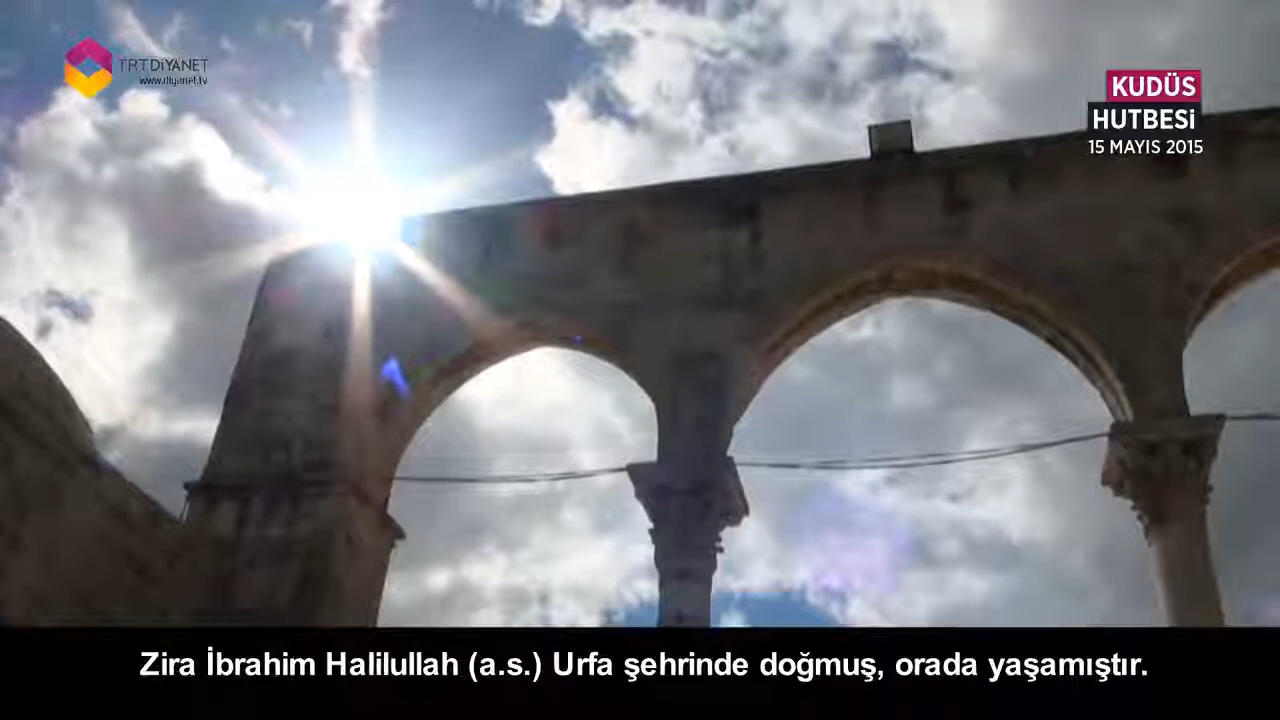 TRT DİYANET
www.diyanet.tv
KUDÜS
HUTBESİ
15 MAYIS 2015
Zira İbrahim Halilullah (a.s.) Urfa şehrinde doğmuş, orada yaşamıştır.